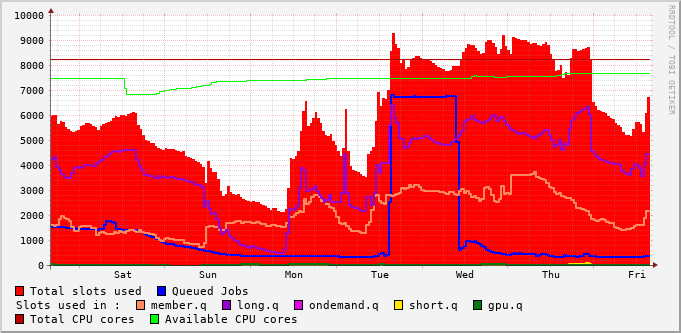 10000
9000
8000
7000
6000
5000
4000
3000
2000
1000
0
Sat Sun Mon Tue Wed Thu Fri
RRDTOOL / TOBI OETIKER
Total slots used Queued Jobs
Slots used in : member.q long.q ondemand.q short.q gpu.q
Total CPU cores Available CPU cores